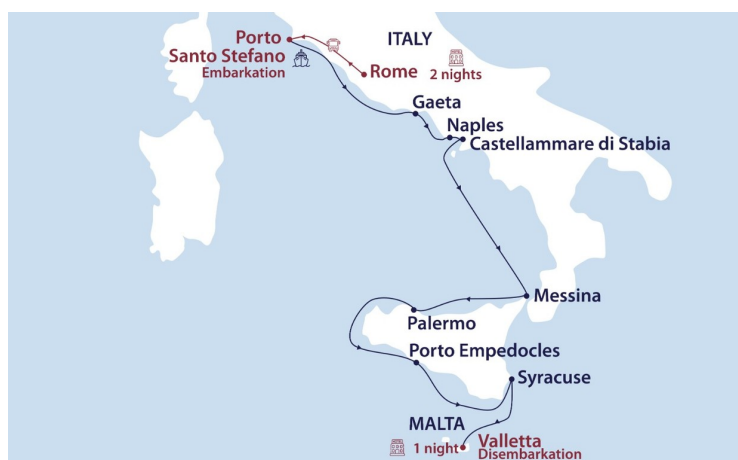 ITALY
Porto
Santo Stefano
Embarkation
Rome
2 nights
Gaeta
Naples
Castellammare di Stabia
Messina
Palermo
Porto Empedocles
Syracuse
MALTA
1 night
Valletta
Disembarkation